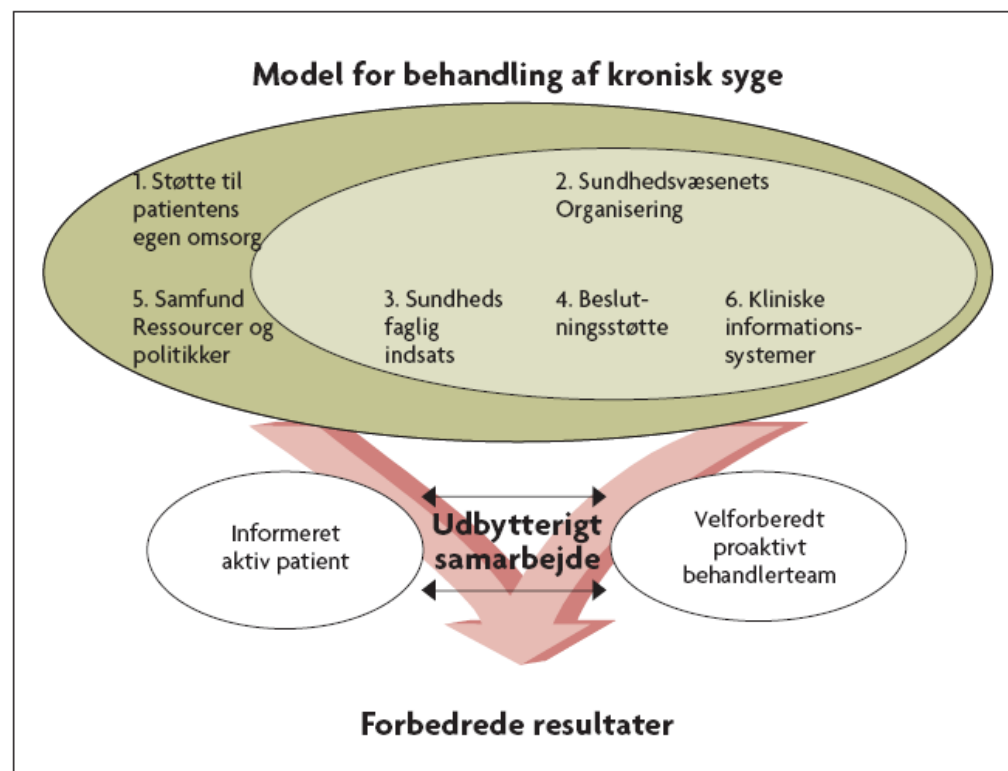 Model for behandling af kronisk syge
1. Støtte til
patientens
egen omsorg
2. Sundhedsvæsenets
Organisering
5. Samfund
Ressourcer og
politikker
3. Sundheds
faglig
indsats
4. Beslut-
ningsstøtte
6. Kliniske
informations-
systemer
Informeret
aktiv patient
Udbytterigt
samarbejde
Velforberedt
proaktivt
behandlerteam
Forbedrede resultater